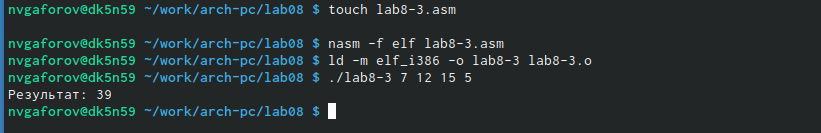 nvgaforov@dk5n59 ~/work/arch-pc/lab08 $ touch lab8-3.asm
nvgaforov@dk5n59 ~/work/arch-pc/lab08 $ nasm -f elf lab8-3.asm
nvgaforov@dk5n59 ~/work/arch-pc/lab08 $ ld -m elf_i386 -o lab8-3 lab8-3.o
nvgaforov@dk5n59 ~/work/arch-pc/lab08 $ ./lab8-3 7 12 15 5
Результат: 39
nvgaforov@dk5n59 ~/work/arch-pc/lab08 $